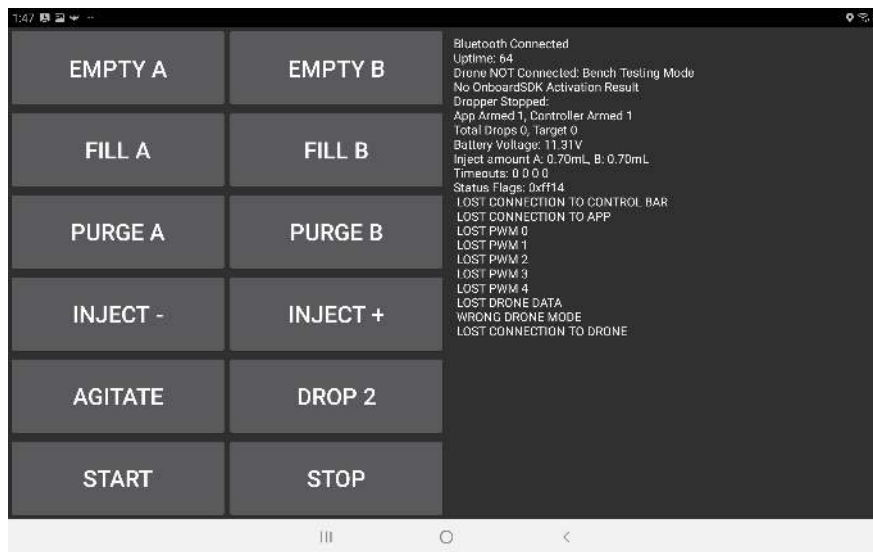 1:47
EMPTY A
EMPTY B
FILL A
FILL B
PURGE A
PURGE B
INJECT -
INJECT +
AGITATE
DROP 2
START
STOP
Bluetooth Connected
Uptime: 64
Drone NOT Connected: Bench Testing Mode
No OnboardSDK Activation Result
Dropper Stopped:
App Armed 1, Controller Armed 1
Total Drops 0, Target 0
Battery Voltage: 11.31V
Inject amount A: 0.70mL, B: 0.70mL
Timeouts: 0 0 0 0
Status Flags: 0xff14
LOST CONNECTION TO CONTROL BAR
LOST CONNECTION TO APP
LOST PWM 0
LOST PWM 1
LOST PWM 2
LOST PWM 3
LOST PWM 4
LOST DRONE DATA
WRONG DRONE MODE
LOST CONNECTION TO DRONE